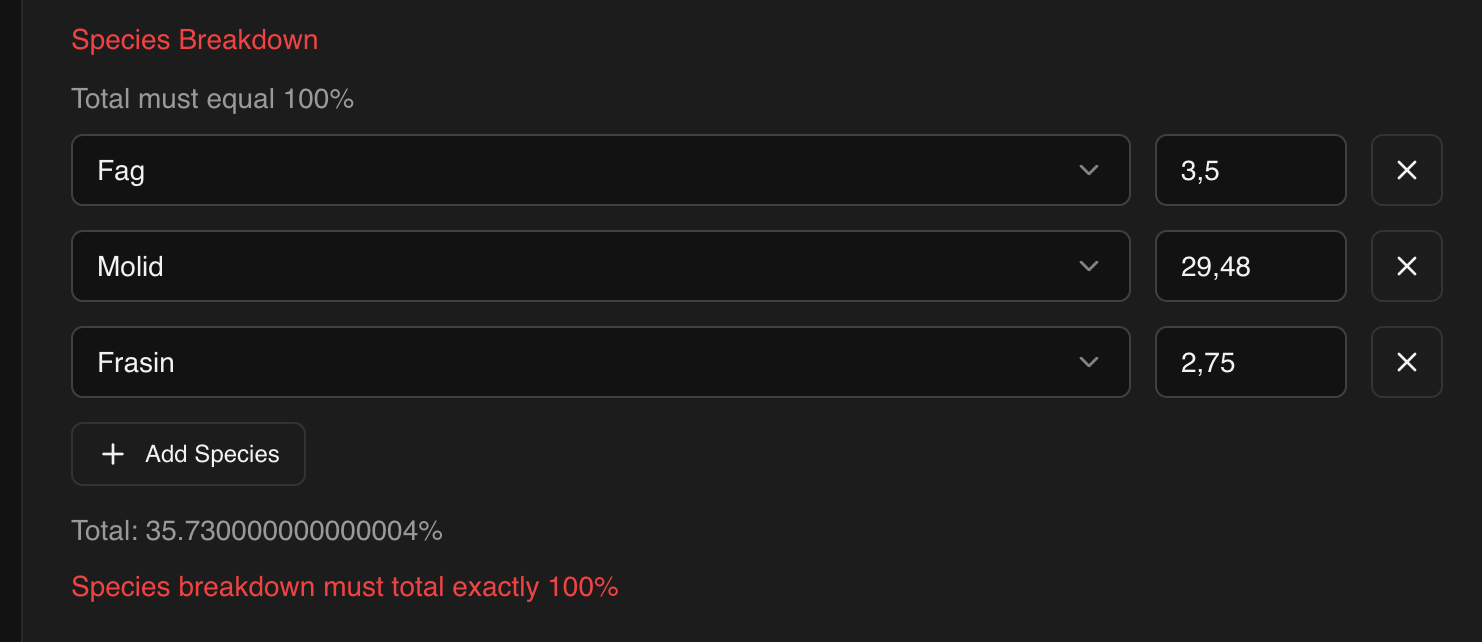 Species Breakdown
Total must equal 100%
Fag 3,5
Molid 29,48
Frasin 2,75
Add Species
Total: 35.730000000000004%
Species breakdown must total exactly 100%